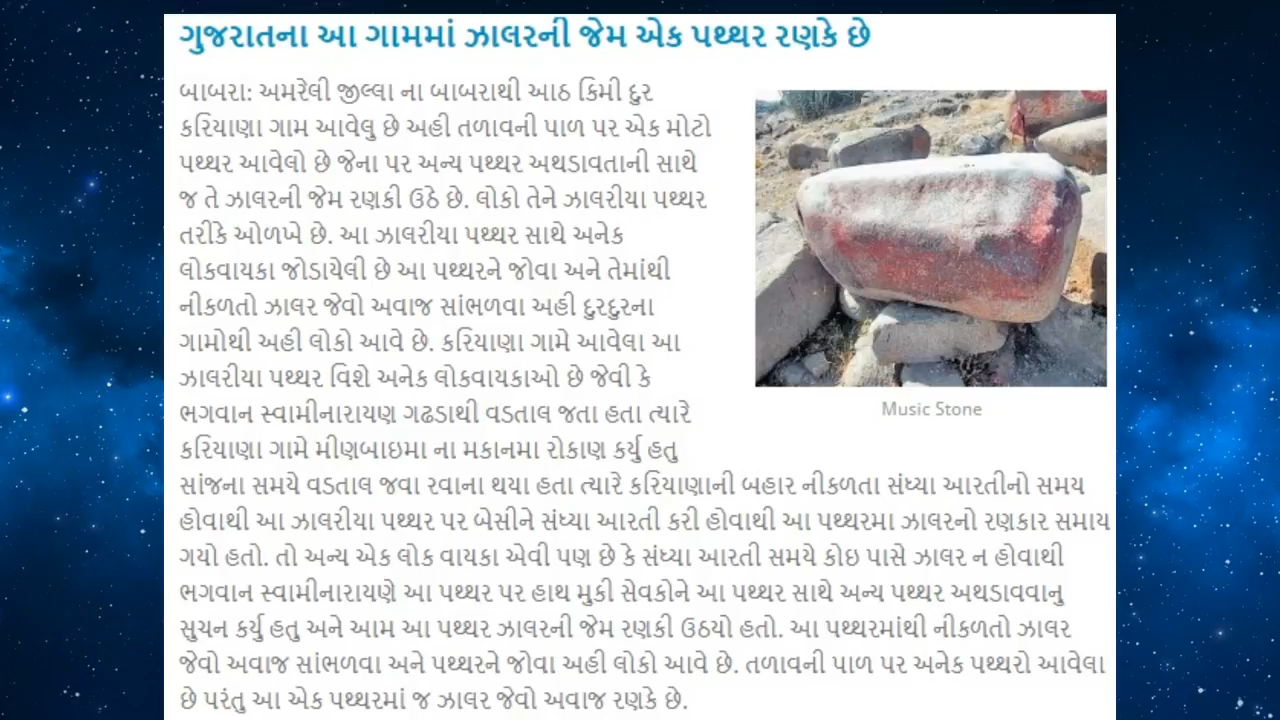 ગુજરાતના આ ગામમાં ઝાલરની જેમ એક પથ્થર રણકે છે
બાબરા: અમરેલી જીલ્લા ના બાબરાથી આઠ કિમી દુર
કરિયાણા ગામ આવેલુ છે અહી તળાવની પાળ પર એક મોટો
પથ્થર આવેલો છે જેના પર અન્ય પથ્થર અથડાવતાની સાથે
જ તે ઝાલરની જેમ રણકી ઉઠે છે. લોકો તેને ઝાલરીયા પથ્થર
તરીકે ઓળખે છે. આ ઝાલરીયા પથ્થર સાથે અનેક
લોકવાયકા જોડાયેલી છે આ પથ્થરને જોવા અને તેમાંથી
નીકળતો ઝાલર જેવો અવાજ સાંભળવા અહી દુરદુરના
ગામોથી અહી લોકો આવે છે. કરિયાણા ગામે આવેલા આ
ઝાલરીયા પથ્થર વિશે અનેક લોકવાયકાઓ છે જેવી કે
ભગવાન સ્વામીનારાયણ ગઢડાથી વડતાલ જતા હતા ત્યારે
કરિયાણા ગામે મીણબાઇમા ના મકાનમા રોકાણ કર્યુ હતુ
સાંજના સમયે વડતાલ જવા રવાના થયા હતા ત્યારે કરિયાણાની બહાર નીકળતા સંધ્યા આરતીનો સમય
હોવાથી આ ઝાલરીયા પથ્થર પર બેસીને સંધ્યા આરતી કરી હોવાથી આ પથ્થરમા ઝાલરનો રણકાર સમાય
ગયો હતો. તો અન્ય એક લોક વાયકા એવી પણ છે કે સંધ્યા આરતી સમયે કોઇ પાસે ઝાલર ન હોવાથી
ભગવાન સ્વામીનારાયણે આ પથ્થર પર હાથ મુકી સેવકોને આ પથ્થર સાથે અન્ય પથ્થર અથડાવવાનુ
સુચન કર્યુ હતુ અને આમ આ પથ્થર ઝાલરની જેમ રણકી ઉઠયો હતો. આ પથ્થરમાંથી નીકળતો ઝાલર
જેવો અવાજ સાંભળવા અને પથ્થરને જોવા અહી લોકો આવે છે. તળાવની પાળ પર અનેક પથ્થરો આવેલા
છે પરંતુ આ એક પથ્થરમાં જ ઝાલર જેવો અવાજ રણકે છે.
Music Stone